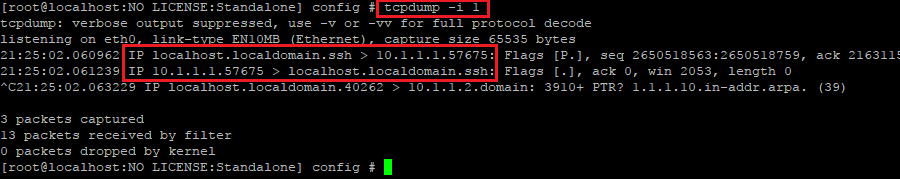 [root@localhost:NO LICENSE:Standalone] config # tcpdump -i 1
tcpdump: verbose output suppressed, use -v or -vv for full protocol decode
listening on eth0, link-type EN10MB (Ethernet), capture size 65535 bytes
21:25:02.060962 IP localhost.localdomain.ssh > 10.1.1.1.57675: Flags [P.], seq 2650518563:2650518759, ack 2163115
21:25:02.061239 IP 10.1.1.1.57675 > localhost.localdomain.ssh: Flags [.], ack 0, win 2053, length 0
^C21:25:02.063229 IP localhost.localdomain.40262 > 10.1.1.2.domain: 3910+ PTR? 1.1.1.10.in-addr.arpa. (39)
3 packets captured
13 packets received by filter
0 packets dropped by kernel
[root@localhost:NO LICENSE:Standalone] config #